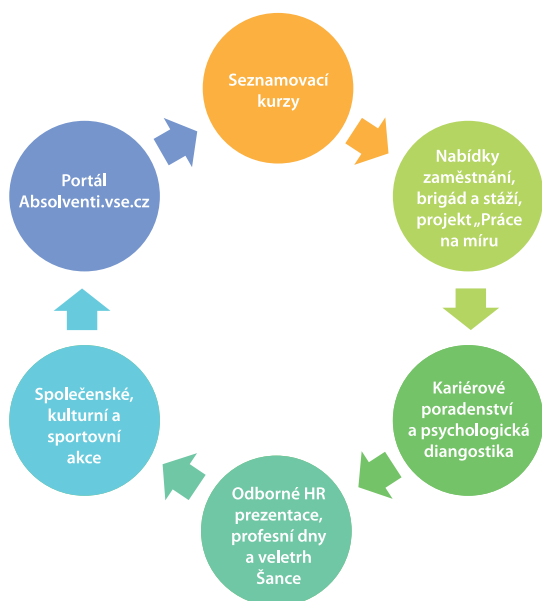 Seznamovací
kurzy
Nabídky
zaměstnání,
brigád a stáží,
projekt „Práce
na míru
Kariérové
poradenství
a psychologická
diangostika
Odborné HR
prezentace,
profesní dny
a veletrh
Šance
Společenské,
kulturní a
sportovní
akce
Portál
Absolventi.vse.cz